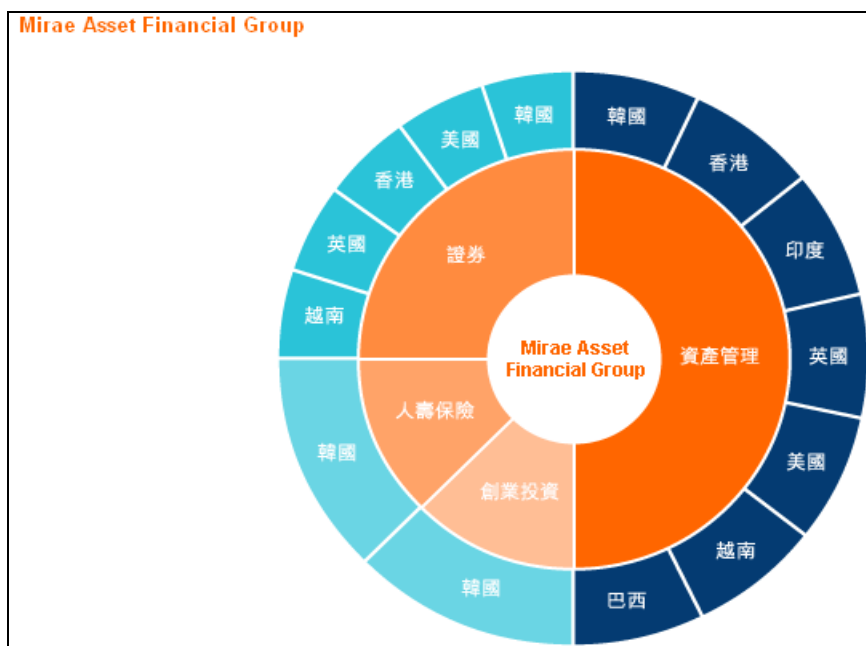 Mirae Asset Financial Group
韓國
香港
印度
英國
美國
越南
巴西
韓國
韓國
越南
英國
香港
美國
韓國
證券
資產管理
人壽保險
創業投資
Mirae Asset
Financial Group